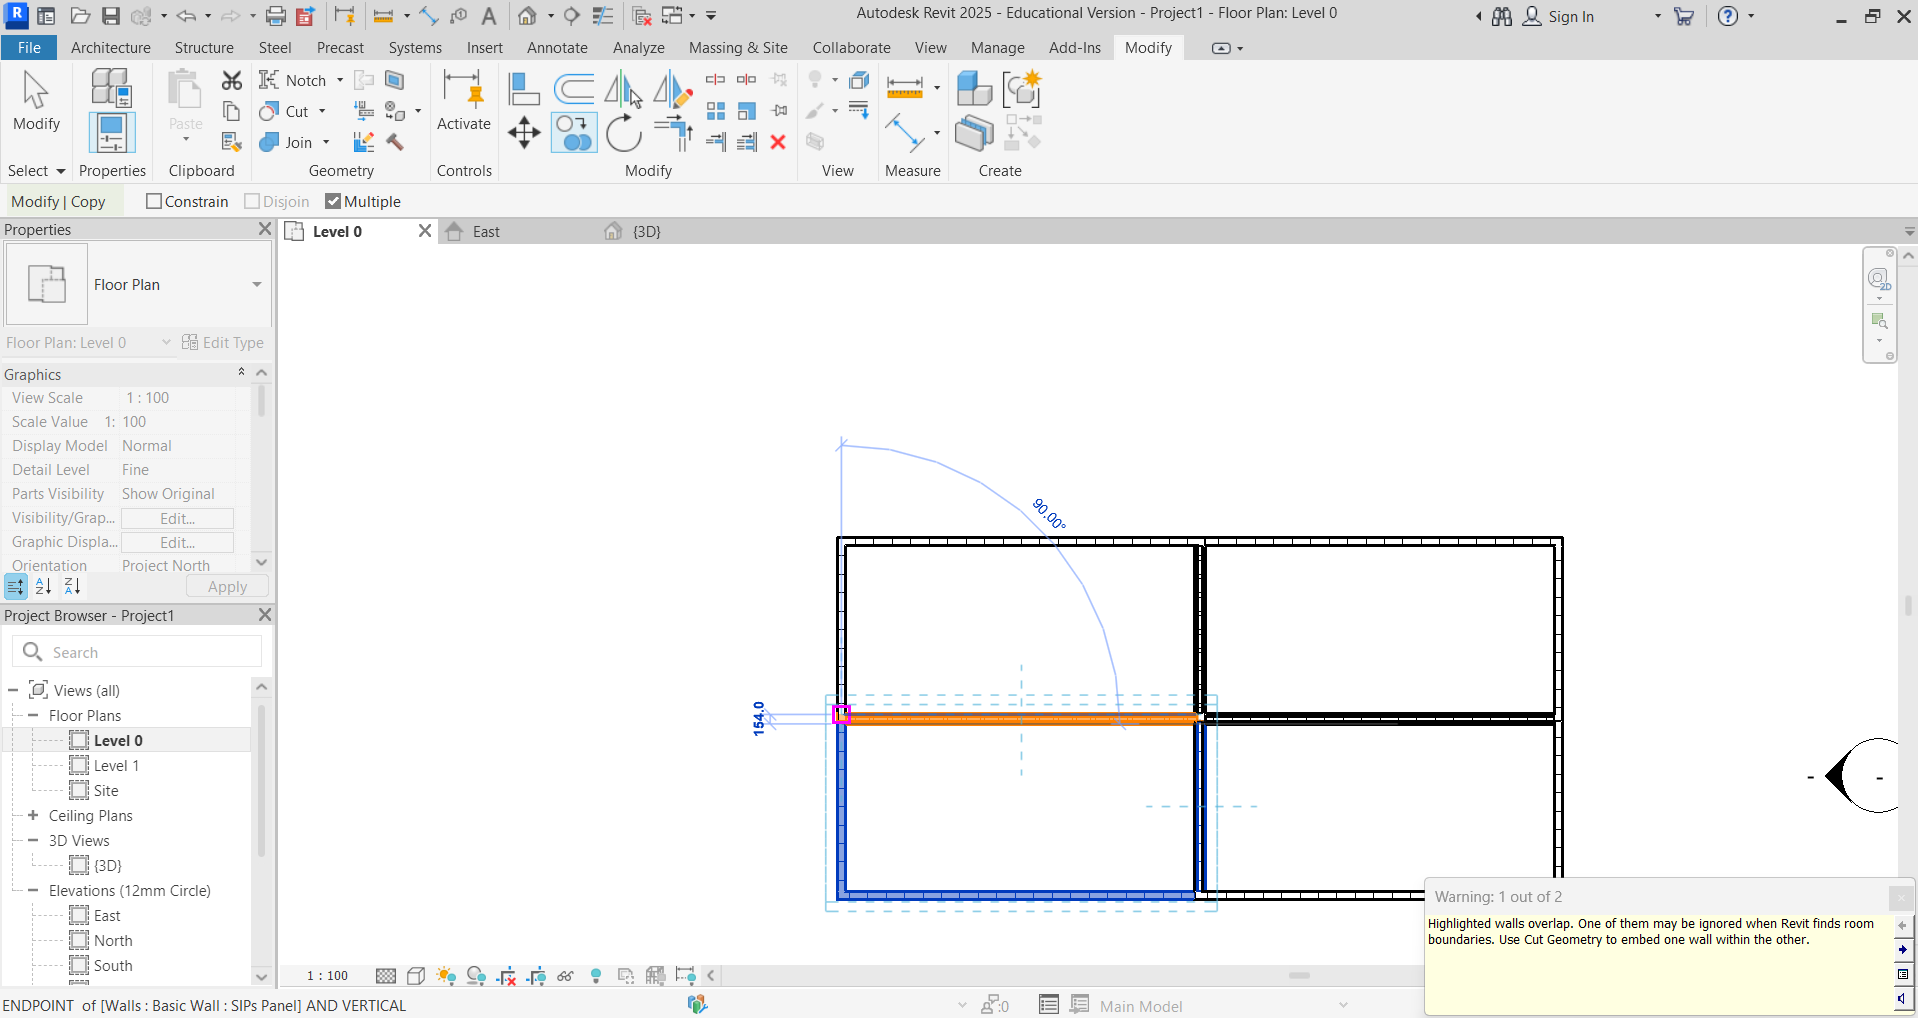 Autodesk Revit 2025 - Educational Version - Project1 - Floor Plan: Level 0
Sign In
File Architecture Structure Steel Precast Systems Insert Annotate Analyze Massing & Site Collaborate View Manage Add-Ins Modify
Modify
Paste
Notch
Cut
Join
Activate
Select Properties Clipboard Geometry Controls Modify View Measure Create
Modify | Copy Constrain Disjoin Multiple
Properties
Level 0 East {3D}
Floor Plan
Floor Plan: Level 0 Edit Type
Graphics
View Scale 1 : 100
Scale Value 1: 100
Display Model Normal
Detail Level Fine
Parts Visibility Show Original
Visibility/Grap... Edit...
Graphic Displa... Edit...
Orientation Project North
Apply
Project Browser - Project1
Search
Views (all)
Floor Plans
Level 0
Level 1
Site
Ceiling Plans
3D Views
{3D}
Elevations (12mm Circle)
East
North
South
2D
90.00°
154.0
- -
Warning: 1 out of 2
Highlighted walls overlap. One of them may be ignored when Revit finds room
boundaries. Use Cut Geometry to embed one wall within the other.
1 : 100
ENDPOINT of [Walls : Basic Wall : SIPs Panel] AND VERTICAL
:0
Main Model